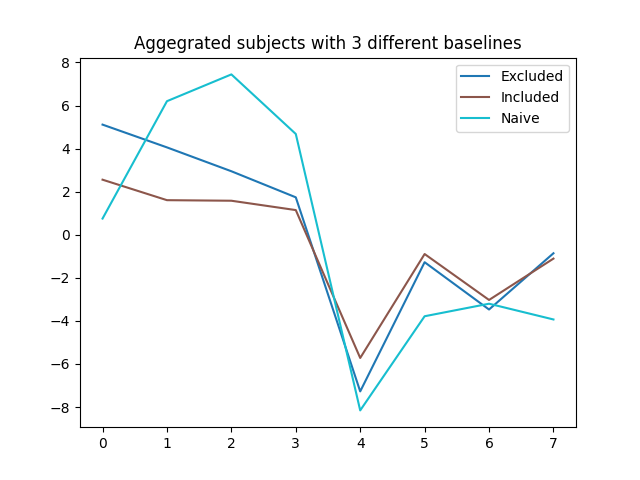 Aggegrated subjects with 3 different baselines
8
6
4
2
0
−2
−4
−6
−8
Excluded
Included
Naive
0 1 2 3 4 5 6 7